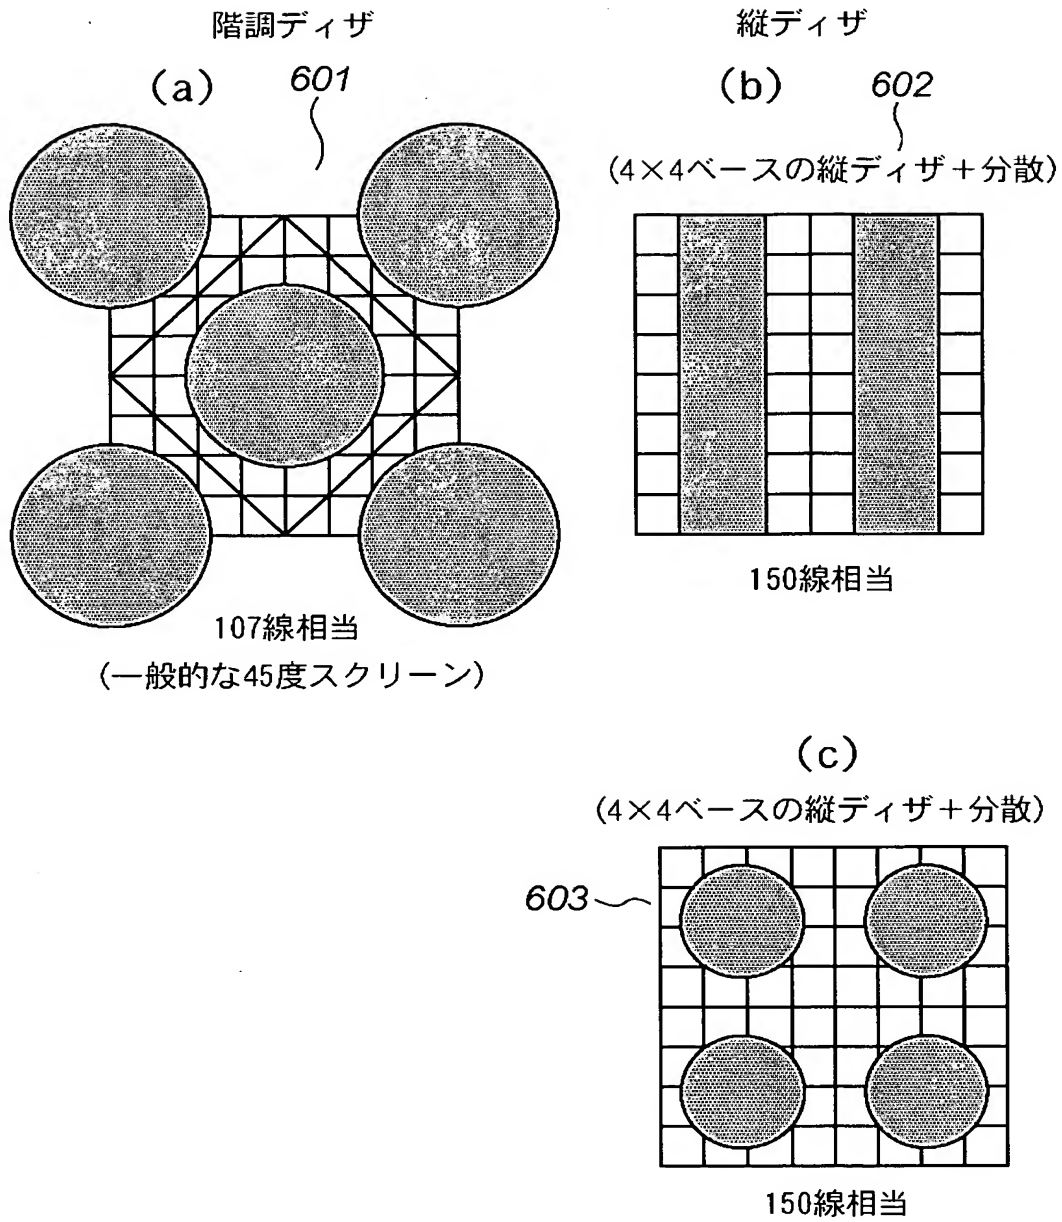 階調ディザ
(a)
601
107線相当
(一般的な45度スクリーン)
縦ディザ
(b)
602
(4×4ベースの縦ディザ+分散)
150線相当
(c)
(4×4ベースの縦ディザ+分散)
603
150線相当